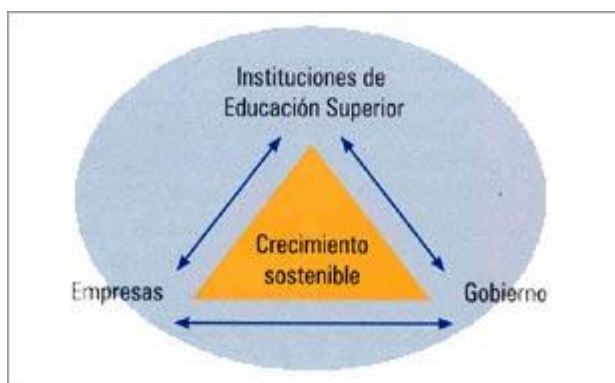 Instituciones de
Educación Superior
Crecimiento
sostenible
Empresas
Gobierno